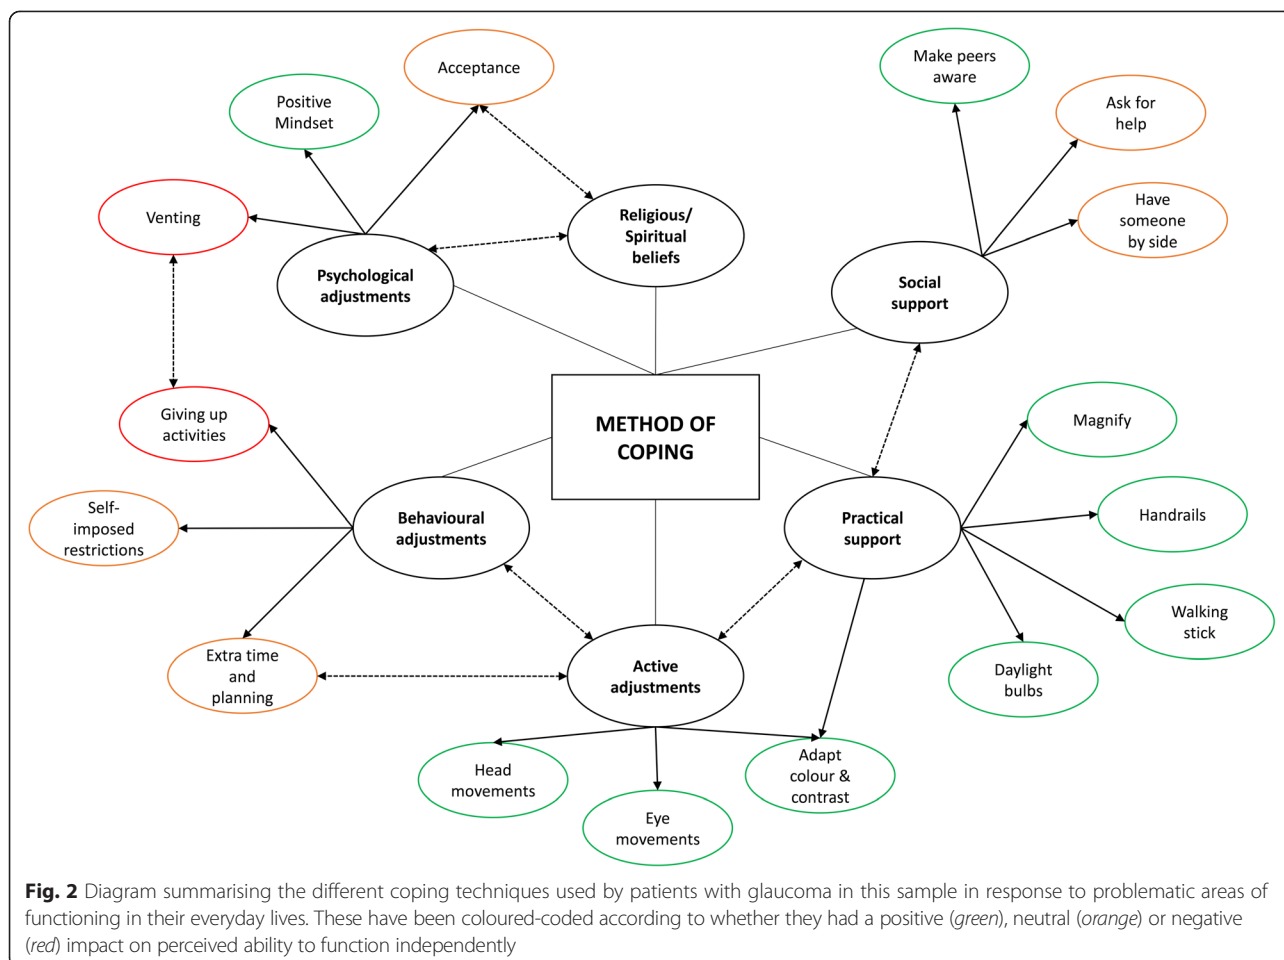 Acceptance
Positive
Mindset
Venting
Psychological
adjustments
Religious/
Spiritual
beliefs
Make peers
aware
Ask for
help
Have
someone
by side
Social
support
METHOD OF
COPING
Giving up
activities
Self-
imposed
restrictions
Extra time
and
planning
Behavioural
adjustments
Practical
support
Magnify
Handrails
Walking
stick
Daylight
bulbs
Active
adjustments
Head
movements
Eye
movements
Adapt
colour &
contrast
Fig. 2 Diagram summarising the different coping techniques used by patients with glaucoma in this sample in response to problematic areas of
functioning in their everyday lives. These have been coloured-coded according to whether they had a positive (green), neutral (orange) or negative
(red) impact on perceived ability to function independently